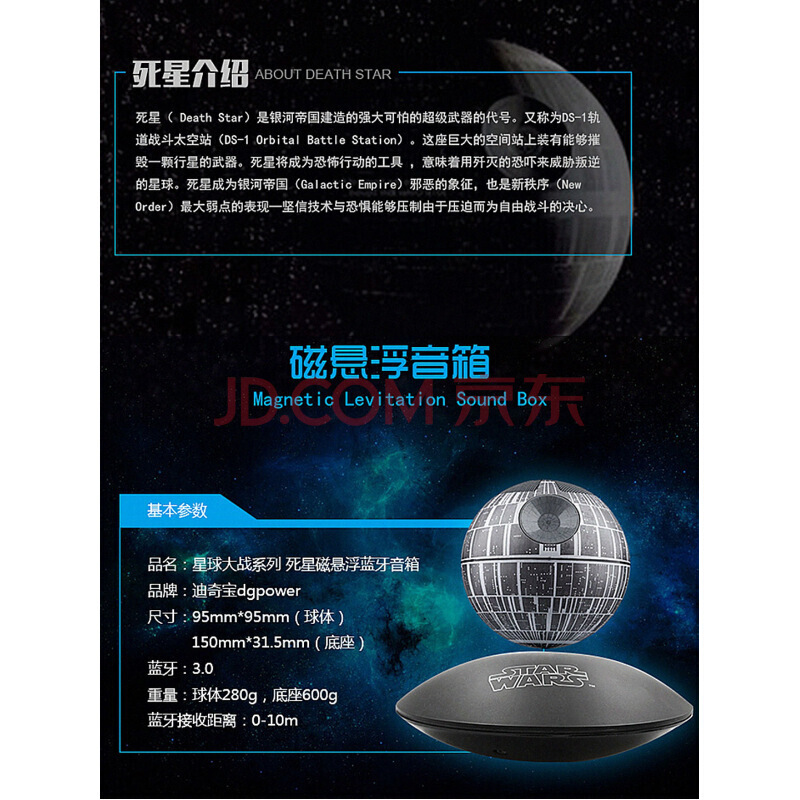 死星介绍 ABOUT DEATH STAR
死星（ Death Star）是银河帝国建造的强大可怕的超级武器的代号。又称为DS-1轨
道战斗太空站（DS-1 Orbital Battle Station）。这座巨大的空间站上装有能够摧
毁一颗行星的武器。死星将成为恐怖行动的工具 ，意味着用歼灭的恐吓来威胁叛逆
的星球。死星成为银河帝国（Galactic Empire）邪恶的象征，也是新秩序（New
Order）最大弱点的表现—坚信技术与恐惧能够压制由于压迫而为自由战斗的决心。
磁悬浮音箱
JD.COM 京东
Magnetic Levitation Sound Box
基本参数
品名：星球大战系列 死星磁悬浮蓝牙音箱
品牌：迪奇宝dgpower
尺寸：95mm*95mm（球体）
150mm*31.5mm（底座）
蓝牙：3.0
重量：球体280g，底座600g
蓝牙接收距离：0-10m
STAR
WARS™